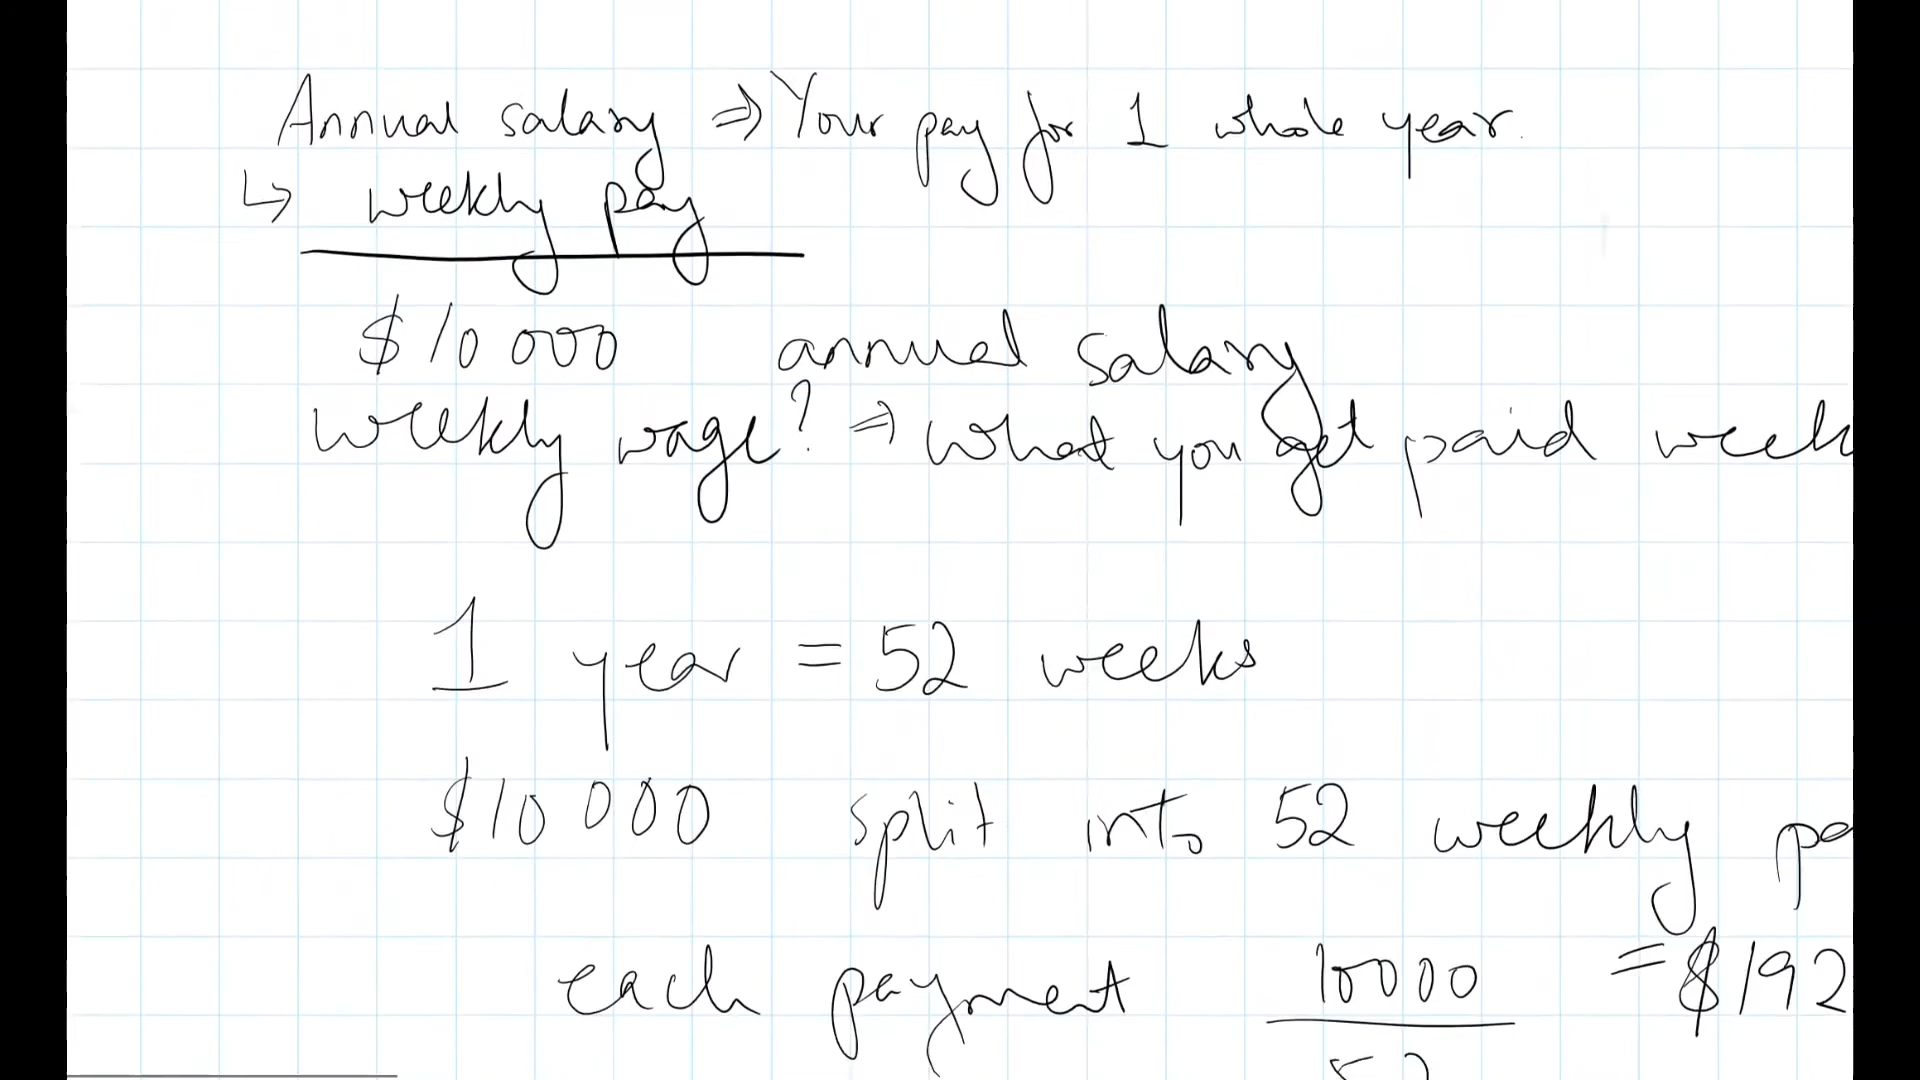 Annual salary ⇒ Your pay for 1 whole year.
↳ weekly pay
$10 000 annual salary
weekly wage? ⇒ what you get paid week
1 year = 52 weeks
$10 000 split into 52 weekly pa
each payment 10000 = $192
52